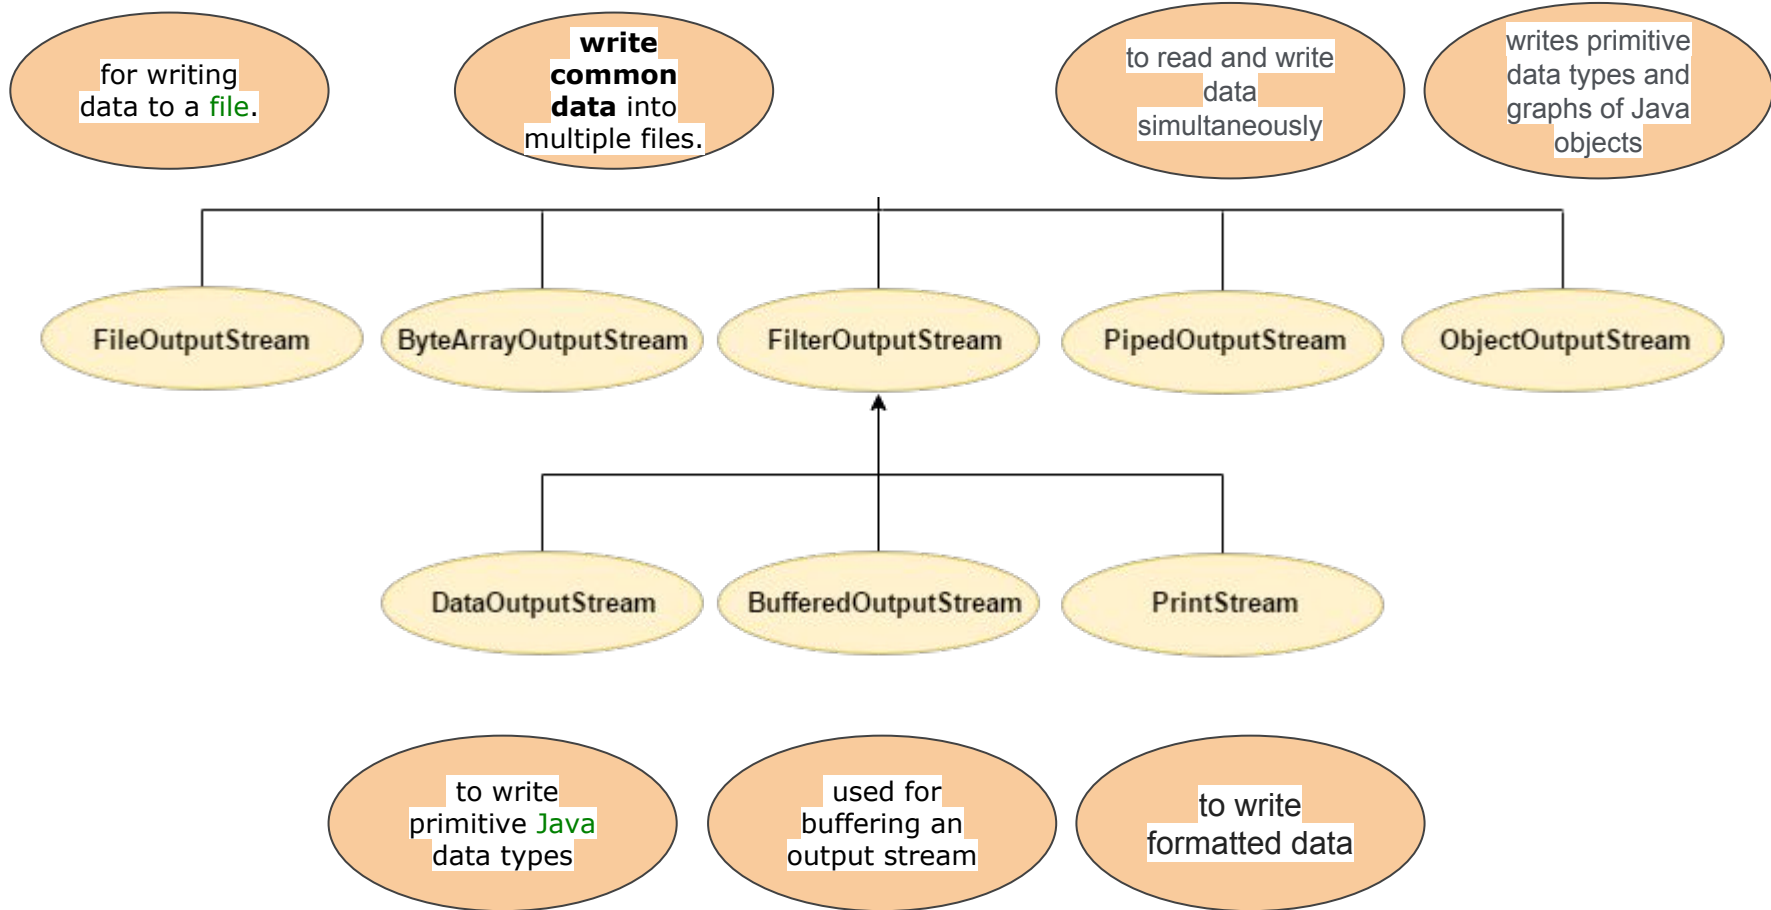 for writing
data to a file.
write
common
data into
multiple files.
to read and write
data
simultaneously
writes primitive
data types and
graphs of Java
objects
FileOutputStream
ByteArrayOutputStream
FilterOutputStream
PipedOutputStream
ObjectOutputStream
DataOutputStream
BufferedOutputStream
PrintStream
to write
primitive Java
data types
used for
buffering an
output stream
to write
formatted data